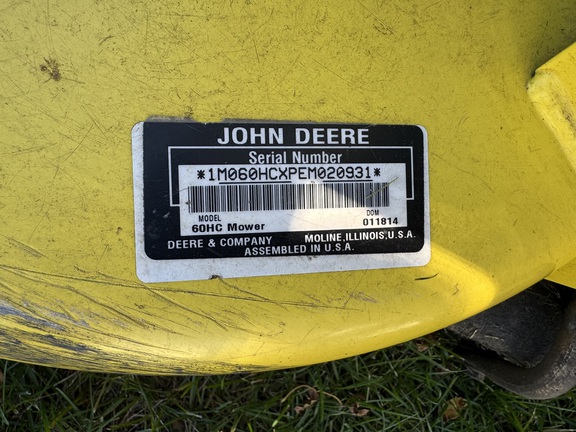 JOHN DEERE
Serial Number
*1M060HCXPEM020931*
MODEL DOM
60HC Mower 011814
DEERE & COMPANY MOLINE,ILLINOIS,U.S.A.
ASSEMBLED IN U.S.A.